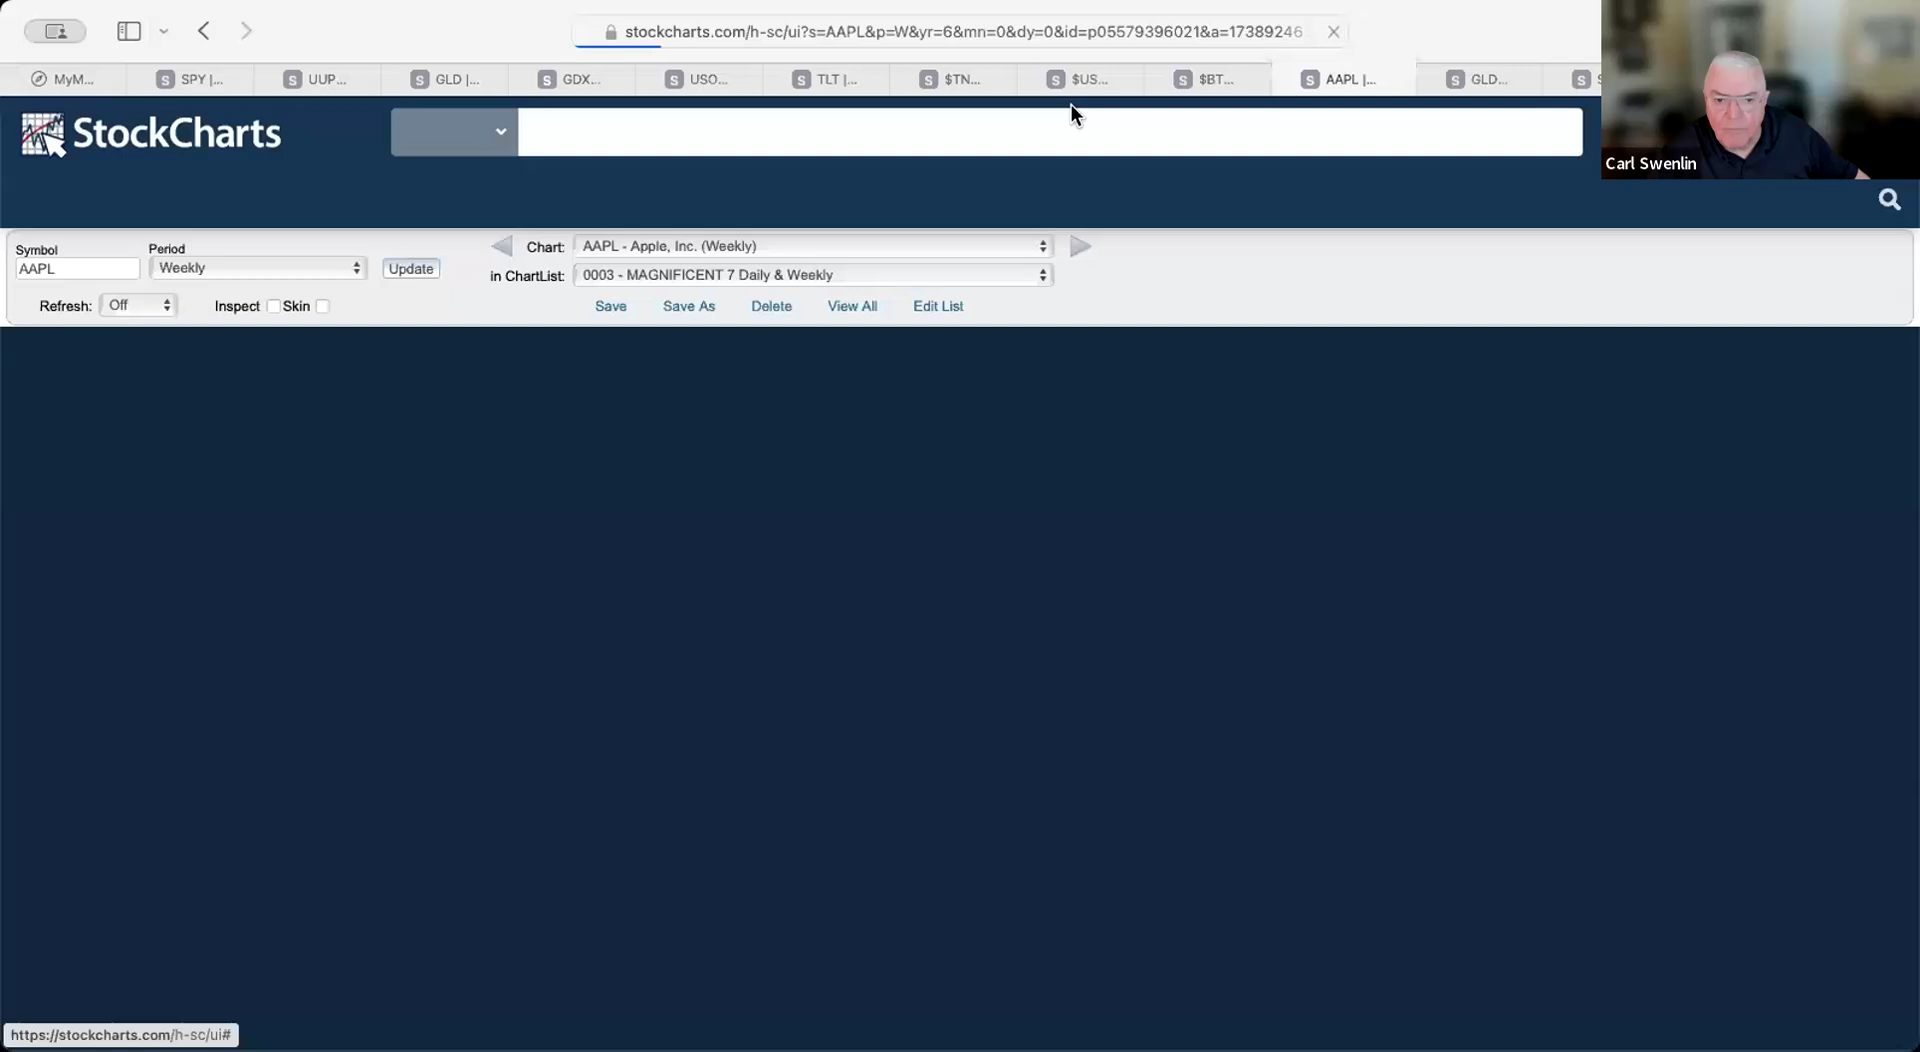 stockcharts.com/h-sc/ui?s=AAPL&p=W&yr=6&mn=0&dy=0&id=p05579396021&a=17389246
MyM... SPY |... UUP... GLD |... GDX... USO... TLT |... $TN... $US... $BT... AAPL |... GLD...
StockCharts
Carl Swenlin
Symbol Period Chart: AAPL - Apple, Inc. (Weekly)
AAPL Weekly Update in ChartList: 0003 - MAGNIFICENT 7 Daily & Weekly
Refresh: Off Inspect Skin Save Save As Delete View All Edit List
https://stockcharts.com/h-sc/ui#